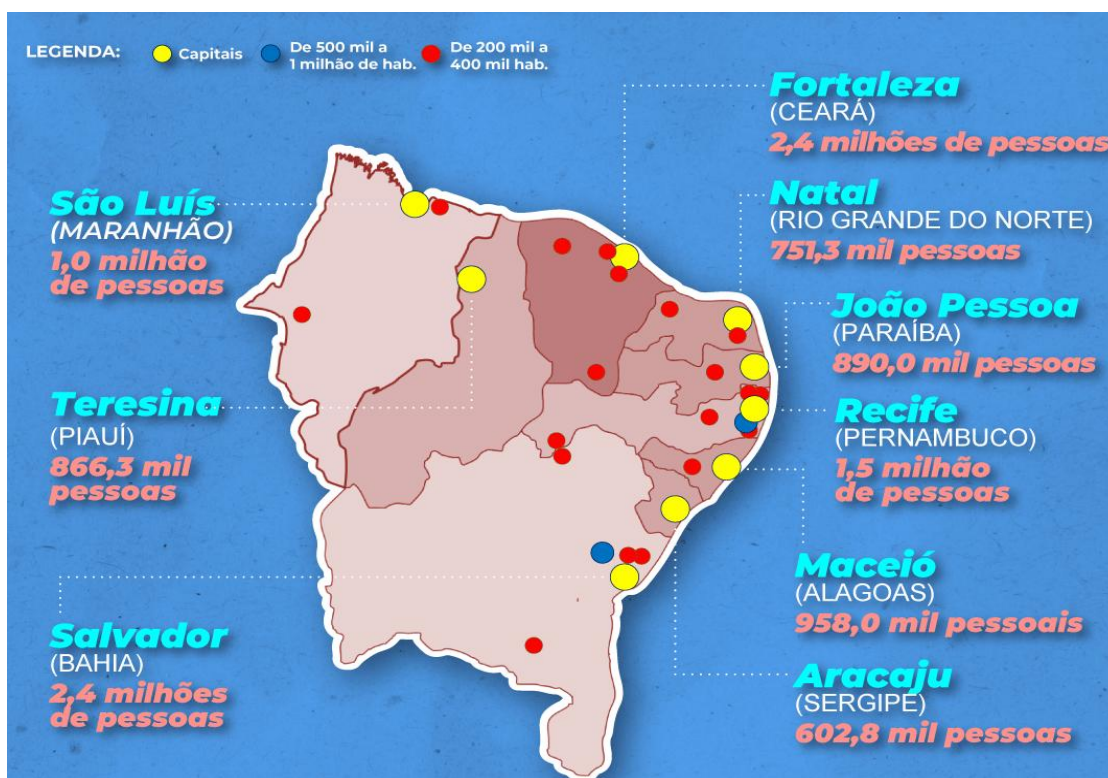 LEGENDA:
Capitais
De 500 mil a
1 milhão de hab.
De 200 mil a
400 mil hab.
Fortaleza
(CEARÁ)
2,4 milhões de pessoas
São Luís
(MARANHÃO)
1,0 milhão
de pessoas
Natal
(RIO GRANDE DO NORTE)
751,3 mil pessoas
João Pessoa
(PARAÍBA)
890,0 mil pessoas
Teresina
(PIAUÍ)
866,3 mil
pessoas
Recife
(PERNAMBUCO)
1,5 milhão
de pessoas
Maceió
(ALAGOAS)
958,0 mil pessoais
Salvador
(BAHIA)
2,4 milhões
de pessoas
Aracaju
(SERGIPE)
602,8 mil pessoas